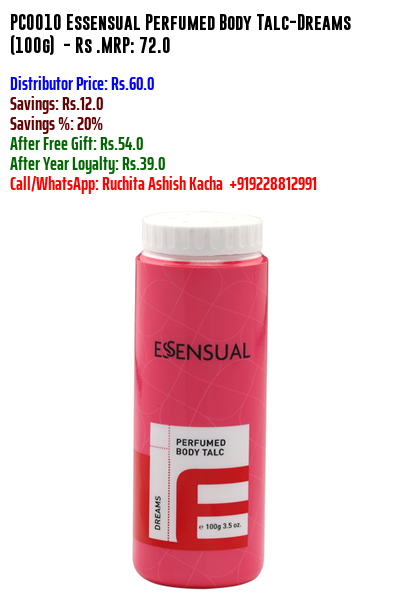 PC0010 Essensual Perfumed Body Talc-Dreams
(100g) - Rs .MRP: 72.0
Distributor Price: Rs.60.0
Savings: Rs.12.0
Savings %: 20%
After Free Gift: Rs.54.0
After Year Loyalty: Rs.39.0
Call/WhatsApp: Ruchita Ashish Kacha +919228812991
ESSENSUAL
PERFUMED
BODY TALC
DREAMS
e 100g 3.5 oz.